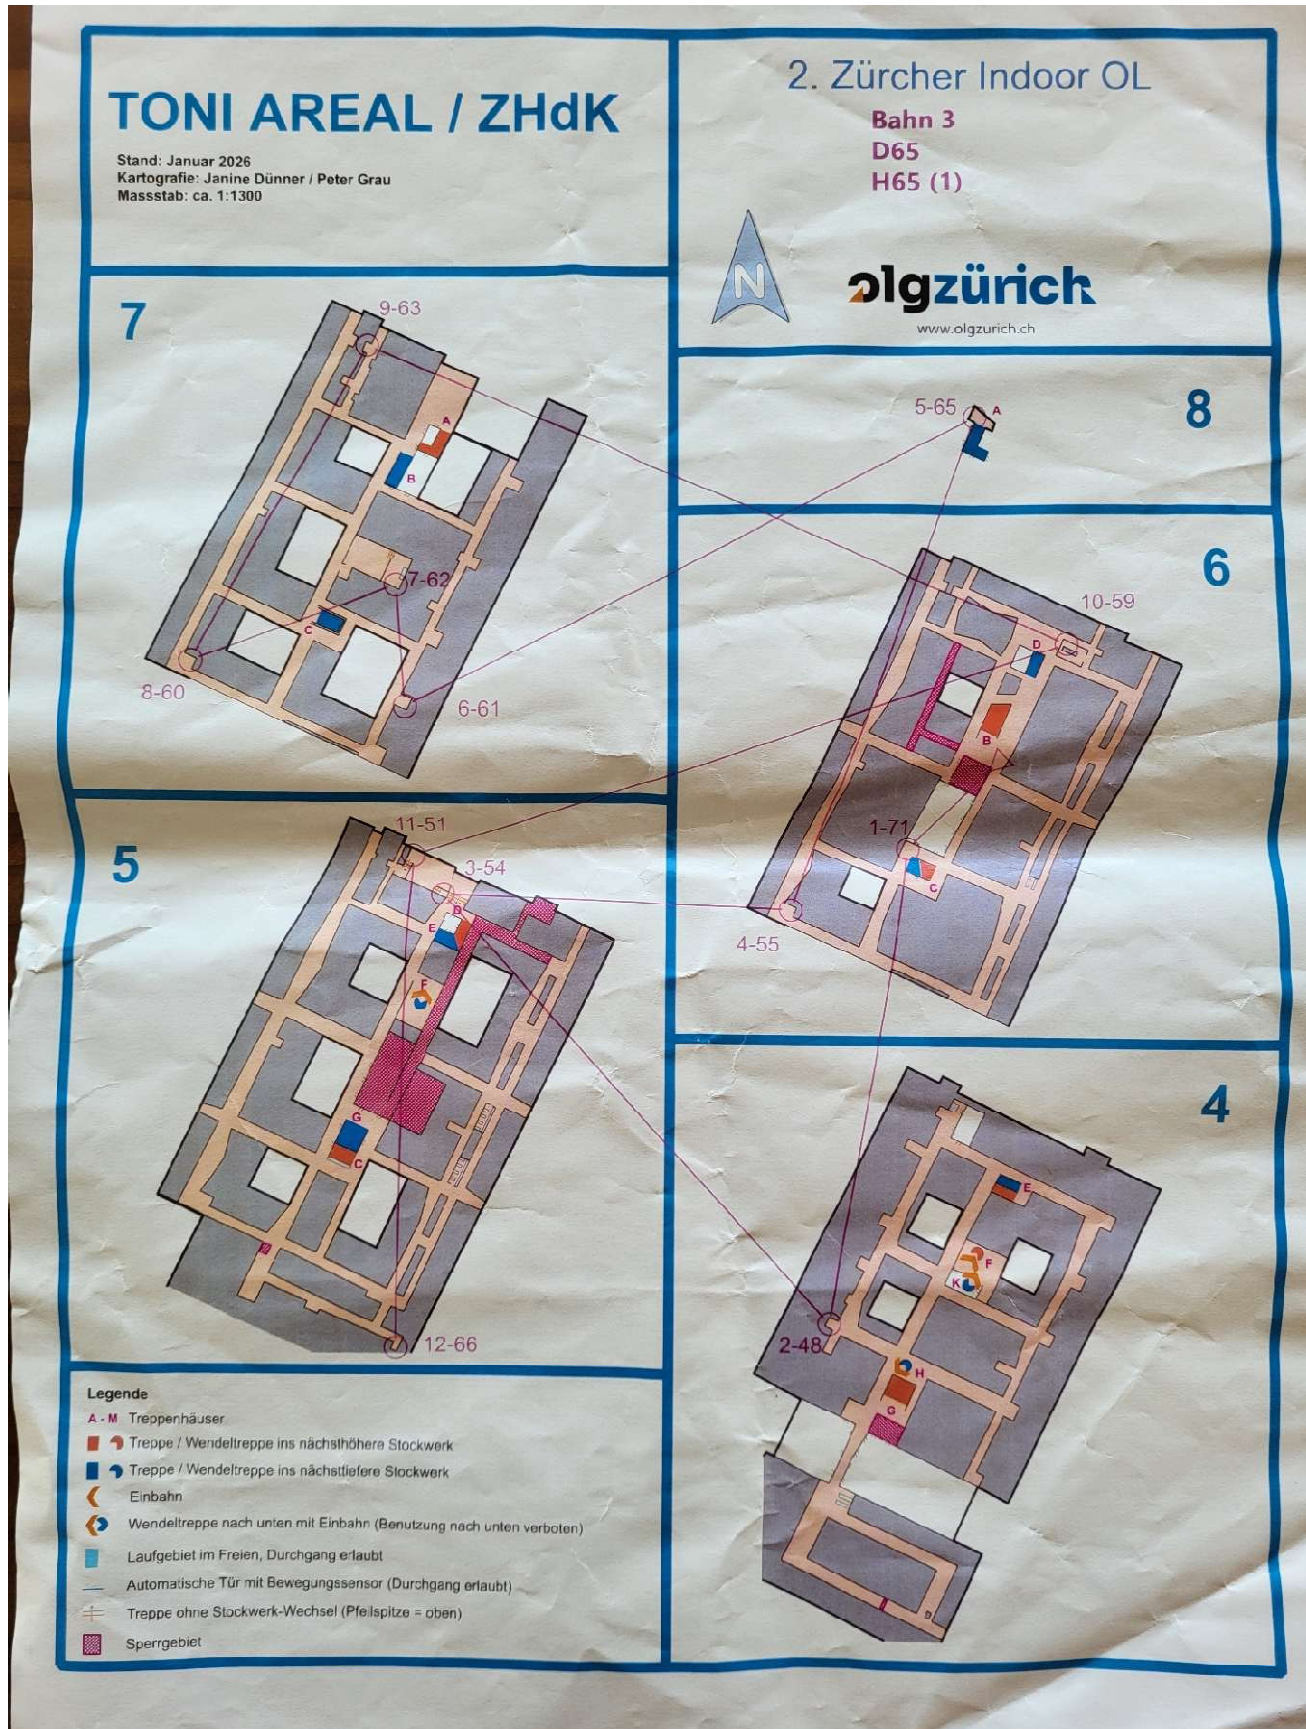 TONI AREAL / ZHdK
Stand: Januar 2026
Kartografie: Janine Dünner / Peter Grau
Massstab: ca. 1:1300
2. Zürcher Indoor OL
Bahn 3
D65
H65 (1)
N
olgzürich
www.olgzurich.ch
7
9-63
A
B
7-62
C
8-60
6-61
8
5-65
A
6
10-59
D
B
1-71
C
4-55
5
11-51
3-54
D
E
F
G
C
12-66
4
E
F
K
2-48
H
G
Legende
A - M Treppenhäuser
Treppe / Wendeltreppe ins nächsthöhere Stockwerk
Treppe / Wendeltreppe ins nächsttiefere Stockwerk
Einbahn
Wendeltreppe nach unten mit Einbahn (Benutzung nach unten verboten)
Laufgebiet im Freien, Durchgang erlaubt
Automatische Tür mit Bewegungssensor (Durchgang erlaubt)
Treppe ohne Stockwerk-Wechsel (Pfeilspitze = oben)
Sperrgebiet